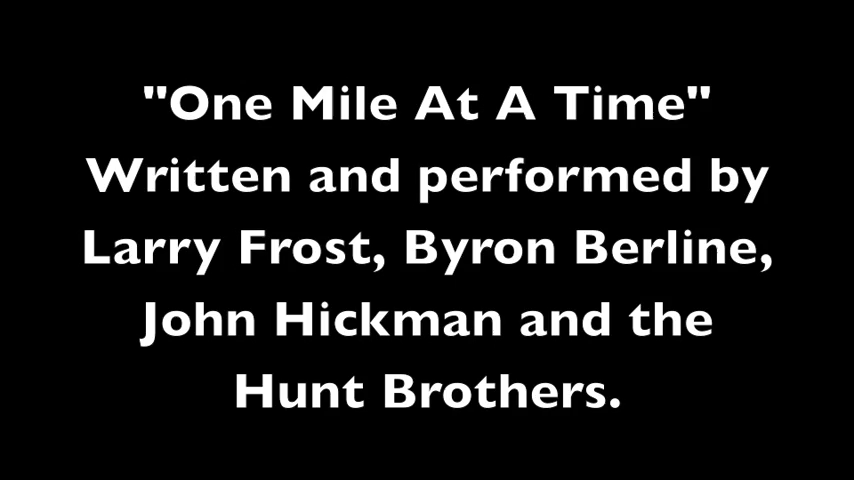 "One Mile At A Time"
Written and performed by
Larry Frost, Byron Berline,
John Hickman and the
Hunt Brothers.